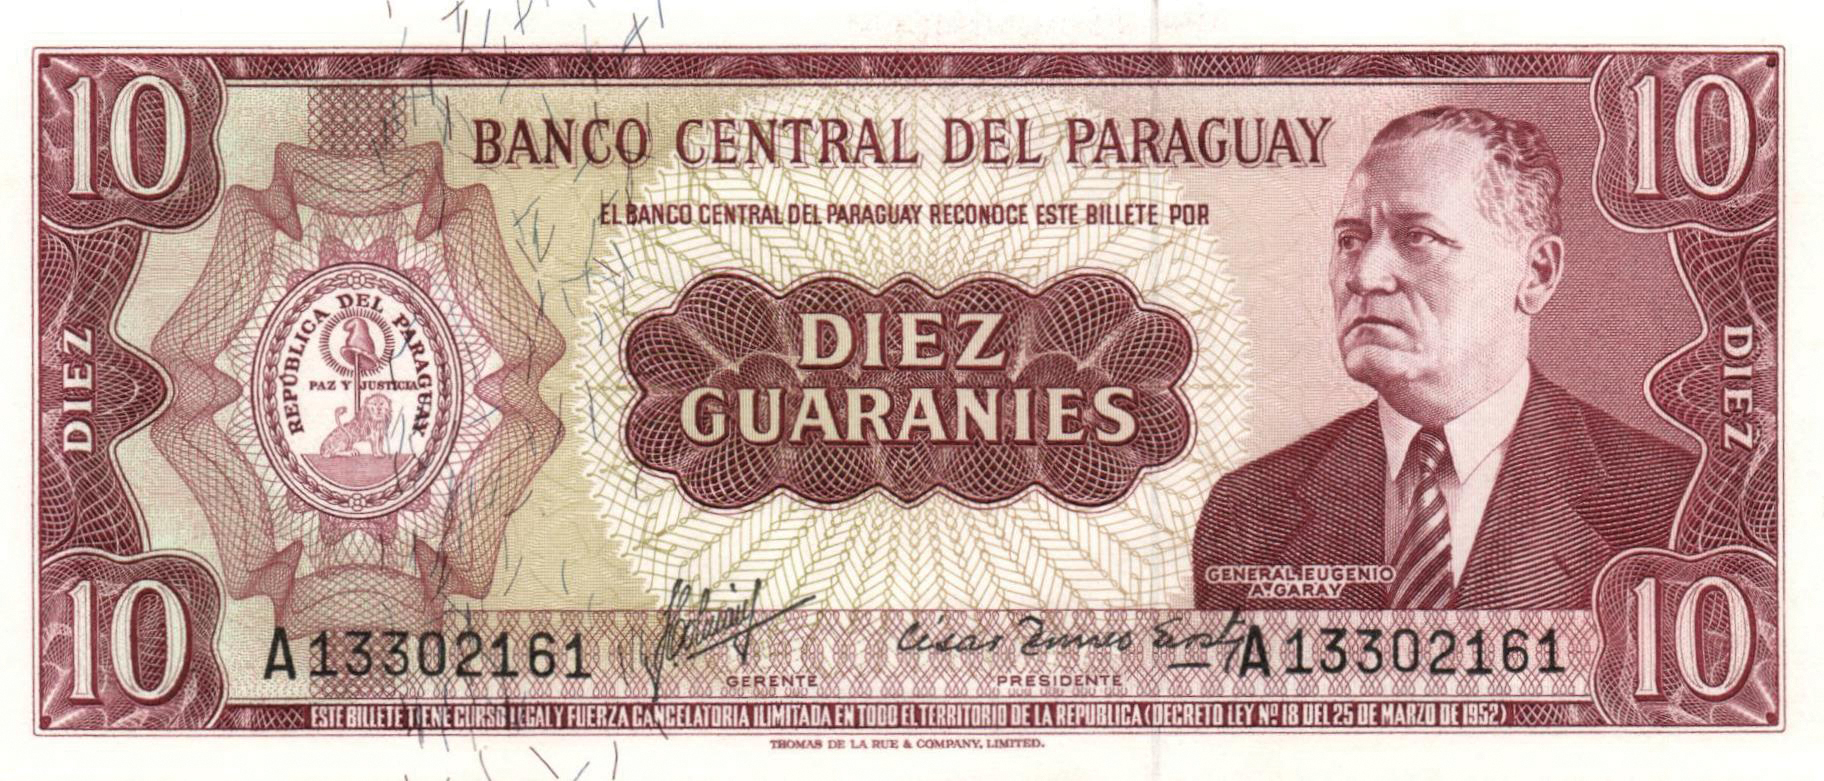 10
10
BANCO CENTRAL DEL PARAGUAY
EL BANCO CENTRAL DEL PARAGUAY RECONOCE ESTE BILLETE POR
DIEZ
GUARANIES
REPUBLICA DEL PARAGUAY
PAZ Y JUSTICIA
DIEZ
DIEZ
GENERAL EUGENIO
A. GARAY
10
A13302161
A13302161
10
GERENTE
PRESIDENTE
ESTE BILLETE TIENE CURSO LEGAL Y FUERZA CANCELATORIA ILIMITADA EN TODO EL TERRITORIO DE LA REPUBLICA (DECRETO LEY Nº 18 DEL 25 DE MARZO DE 1952)
THOMAS DE LA RUE & COMPANY, LIMITED.